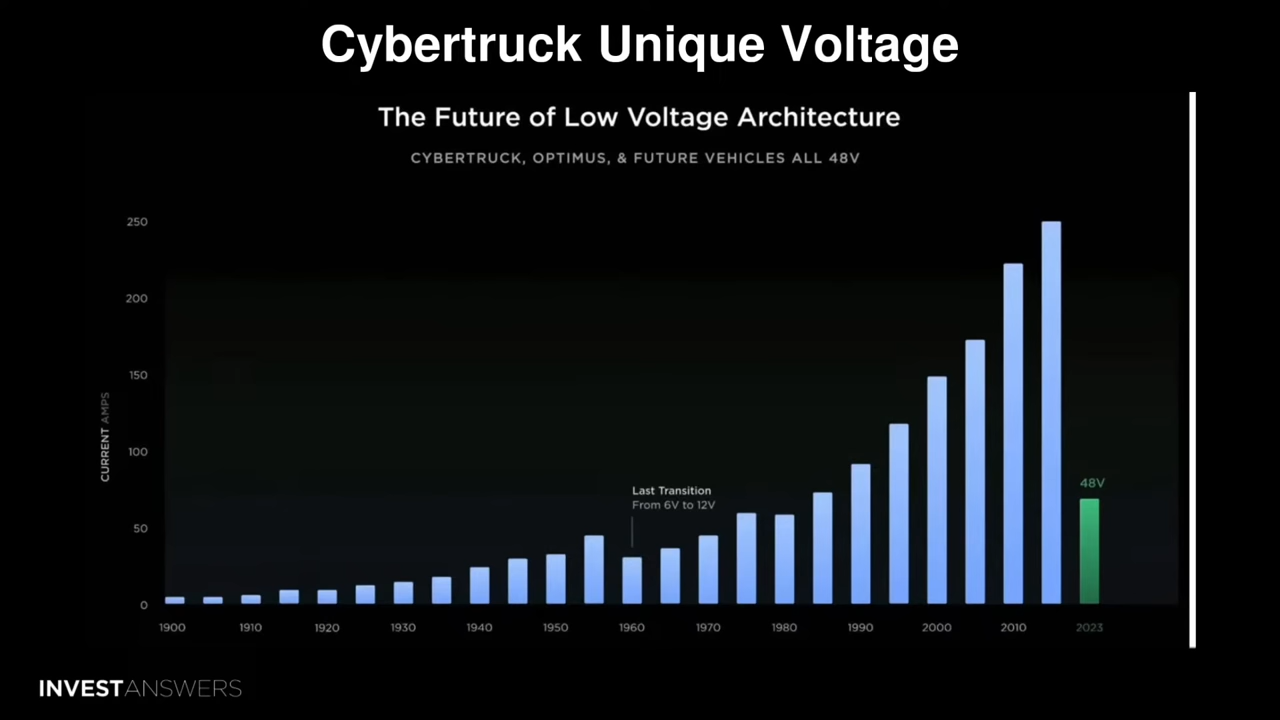 Cybertruck Unique Voltage
The Future of Low Voltage Architecture
CYBERTRUCK, OPTIMUS, & FUTURE VEHICLES ALL 48V
250
200
150
100
50
0
CURRENT AMPS
Last Transition
From 6V to 12V
48V
1900 1910 1920 1930 1940 1950 1960 1970 1980 1990 2000 2010 2023
INVESTANSWERS